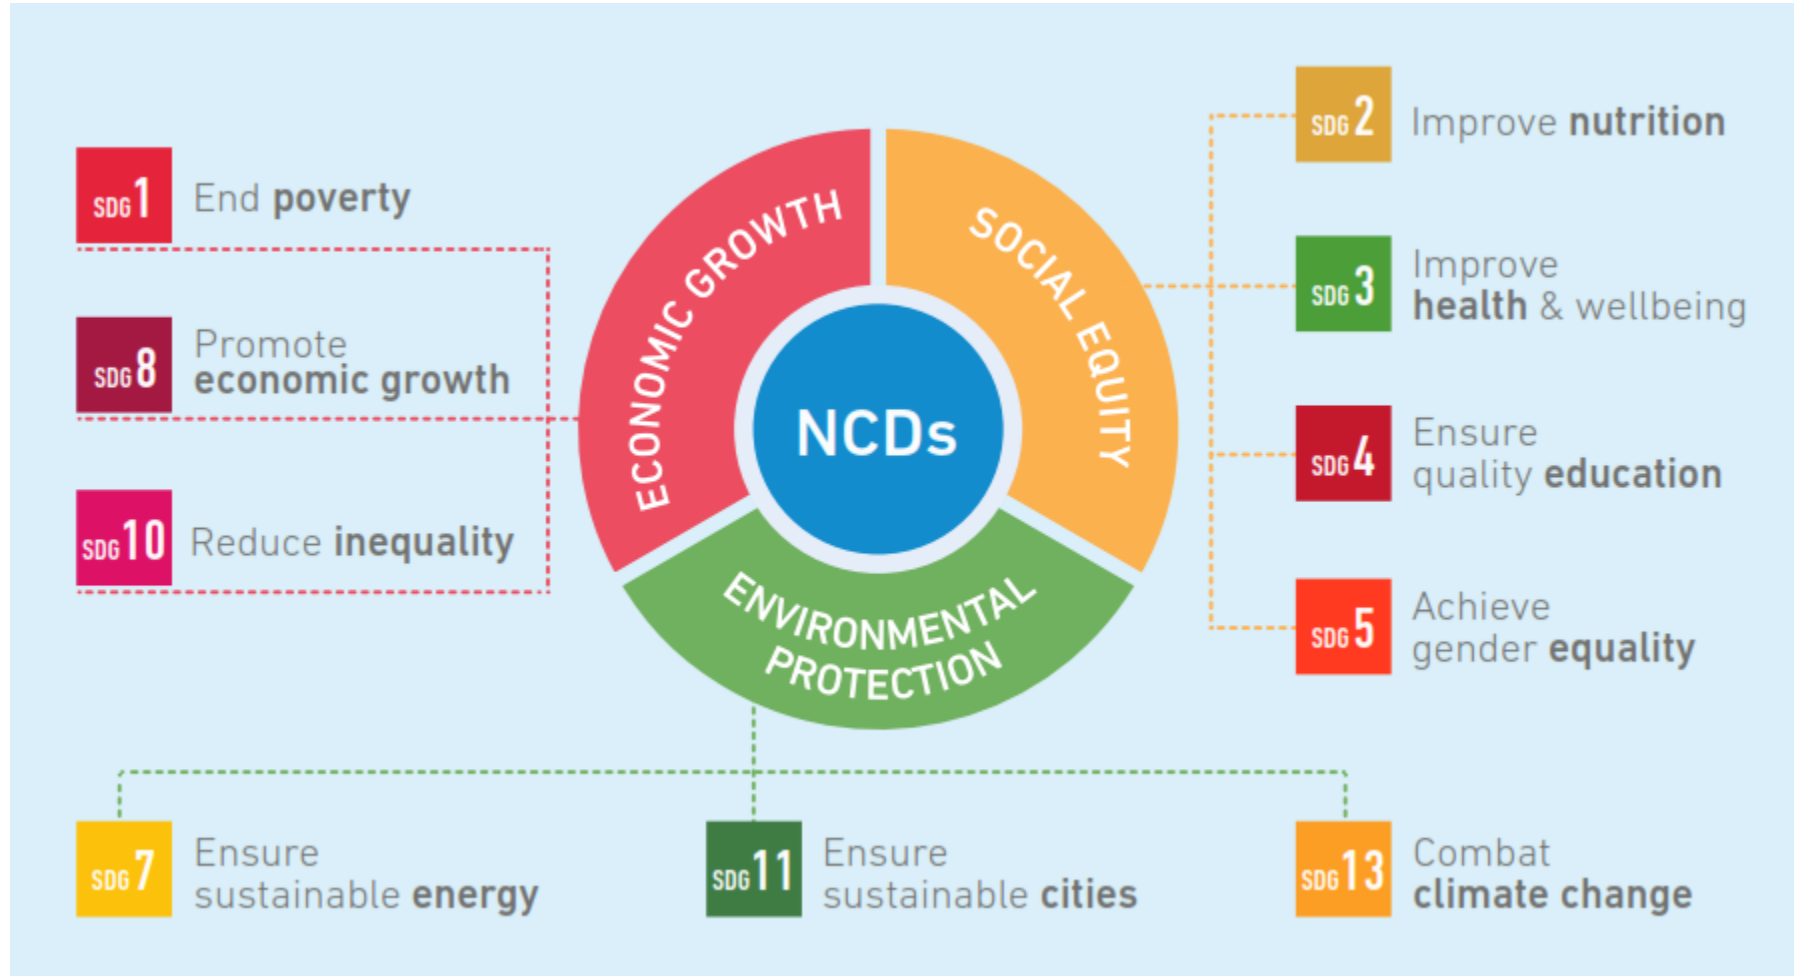 SDG 1 End poverty
SDG 8 Promote
economic growth
SDG 10 Reduce inequality
ECONOMIC GROWTH
SOCIAL EQUITY
NCDs
ENVIRONMENTAL
PROTECTION
SDG 2 Improve nutrition
SDG 3 Improve
health & wellbeing
SDG 4 Ensure
quality education
SDG 5 Achieve
gender equality
SDG 7 Ensure
sustainable energy
SDG 11 Ensure
sustainable cities
SDG 13 Combat
climate change